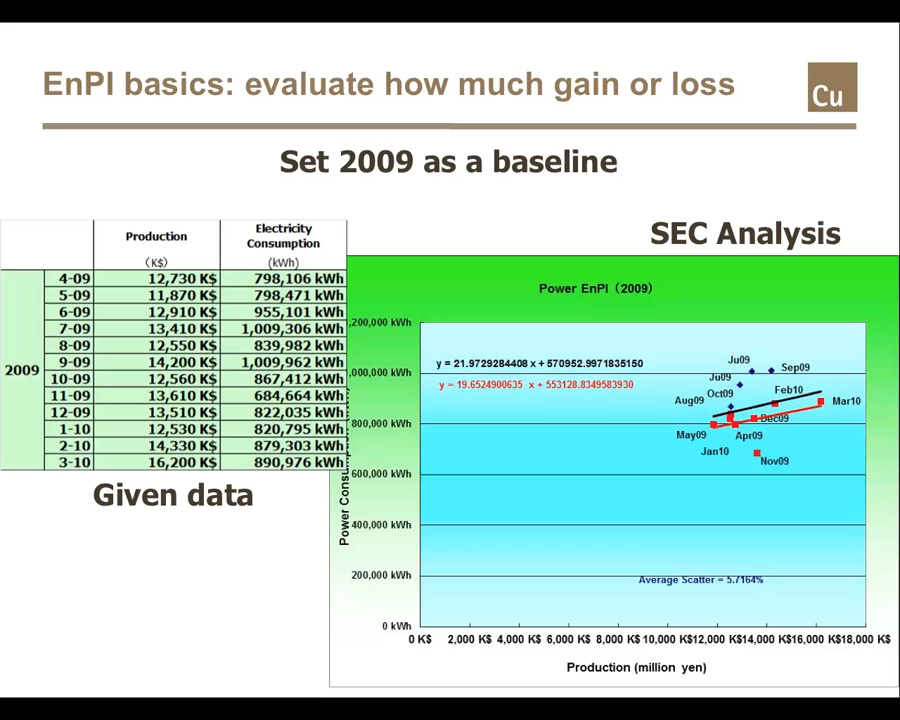 EnPI basics: evaluate how much gain or loss
Cu
Set 2009 as a baseline
SEC Analysis
Production Electricity Consumption
(K$) (kWh)
2009
4-09 12,730 K$ 798,106 kWh
5-09 11,870 K$ 798,471 kWh
6-09 12,910 K$ 955,101 kWh
7-09 13,410 K$ 1,009,306 kWh
8-09 12,550 K$ 839,982 kWh
9-09 14,200 K$ 1,009,962 kWh
10-09 12,560 K$ 867,412 kWh
11-09 13,610 K$ 684,664 kWh
12-09 13,510 K$ 822,035 kWh
1-10 12,530 K$ 820,795 kWh
2-10 14,330 K$ 879,303 kWh
3-10 16,200 K$ 890,976 kWh
Given data
Power EnPI (2009)
,200,000 kWh
,000,000 kWh
800,000 kWh
600,000 kWh
400,000 kWh
200,000 kWh
0 kWh
y = 21.9729284408 x + 570952.9971835150
y = 19.6524900635 x + 553128.8349583930
Ju09
Sep09
Ju09
Feb10
Oct09
Aug09
Mar10
Dec09
May09
Apr09
Jan10
Nov09
Average Scatter = 5.7164%
0 K$ 2,000 K$ 4,000 K$ 6,000 K$ 8,000 K$ 10,000 K$ 12,000 K$ 14,000 K$ 16,000 K$ 18,000 K$
Production (million yen)